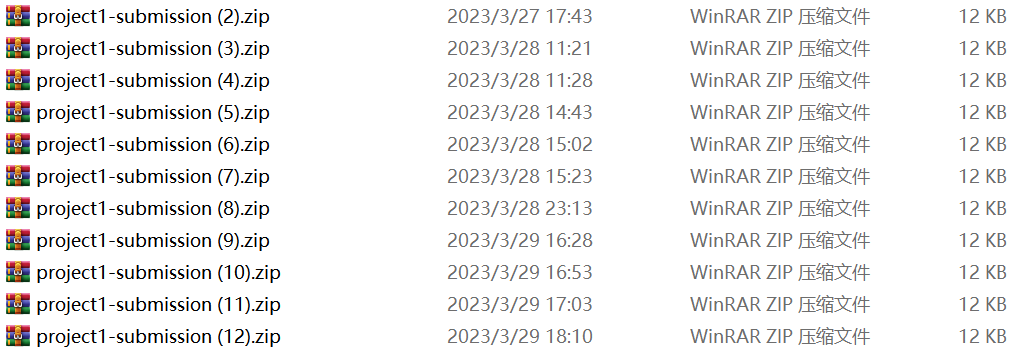 project1-submission (2).zip 2023/3/27 17:43 WinRAR ZIP 压缩文件 12 KB
project1-submission (3).zip 2023/3/28 11:21 WinRAR ZIP 压缩文件 12 KB
project1-submission (4).zip 2023/3/28 11:28 WinRAR ZIP 压缩文件 12 KB
project1-submission (5).zip 2023/3/28 14:43 WinRAR ZIP 压缩文件 12 KB
project1-submission (6).zip 2023/3/28 15:02 WinRAR ZIP 压缩文件 12 KB
project1-submission (7).zip 2023/3/28 15:23 WinRAR ZIP 压缩文件 12 KB
project1-submission (8).zip 2023/3/28 23:13 WinRAR ZIP 压缩文件 12 KB
project1-submission (9).zip 2023/3/29 16:28 WinRAR ZIP 压缩文件 12 KB
project1-submission (10).zip 2023/3/29 16:53 WinRAR ZIP 压缩文件 12 KB
project1-submission (11).zip 2023/3/29 17:03 WinRAR ZIP 压缩文件 12 KB
project1-submission (12).zip 2023/3/29 18:10 WinRAR ZIP 压缩文件 12 KB